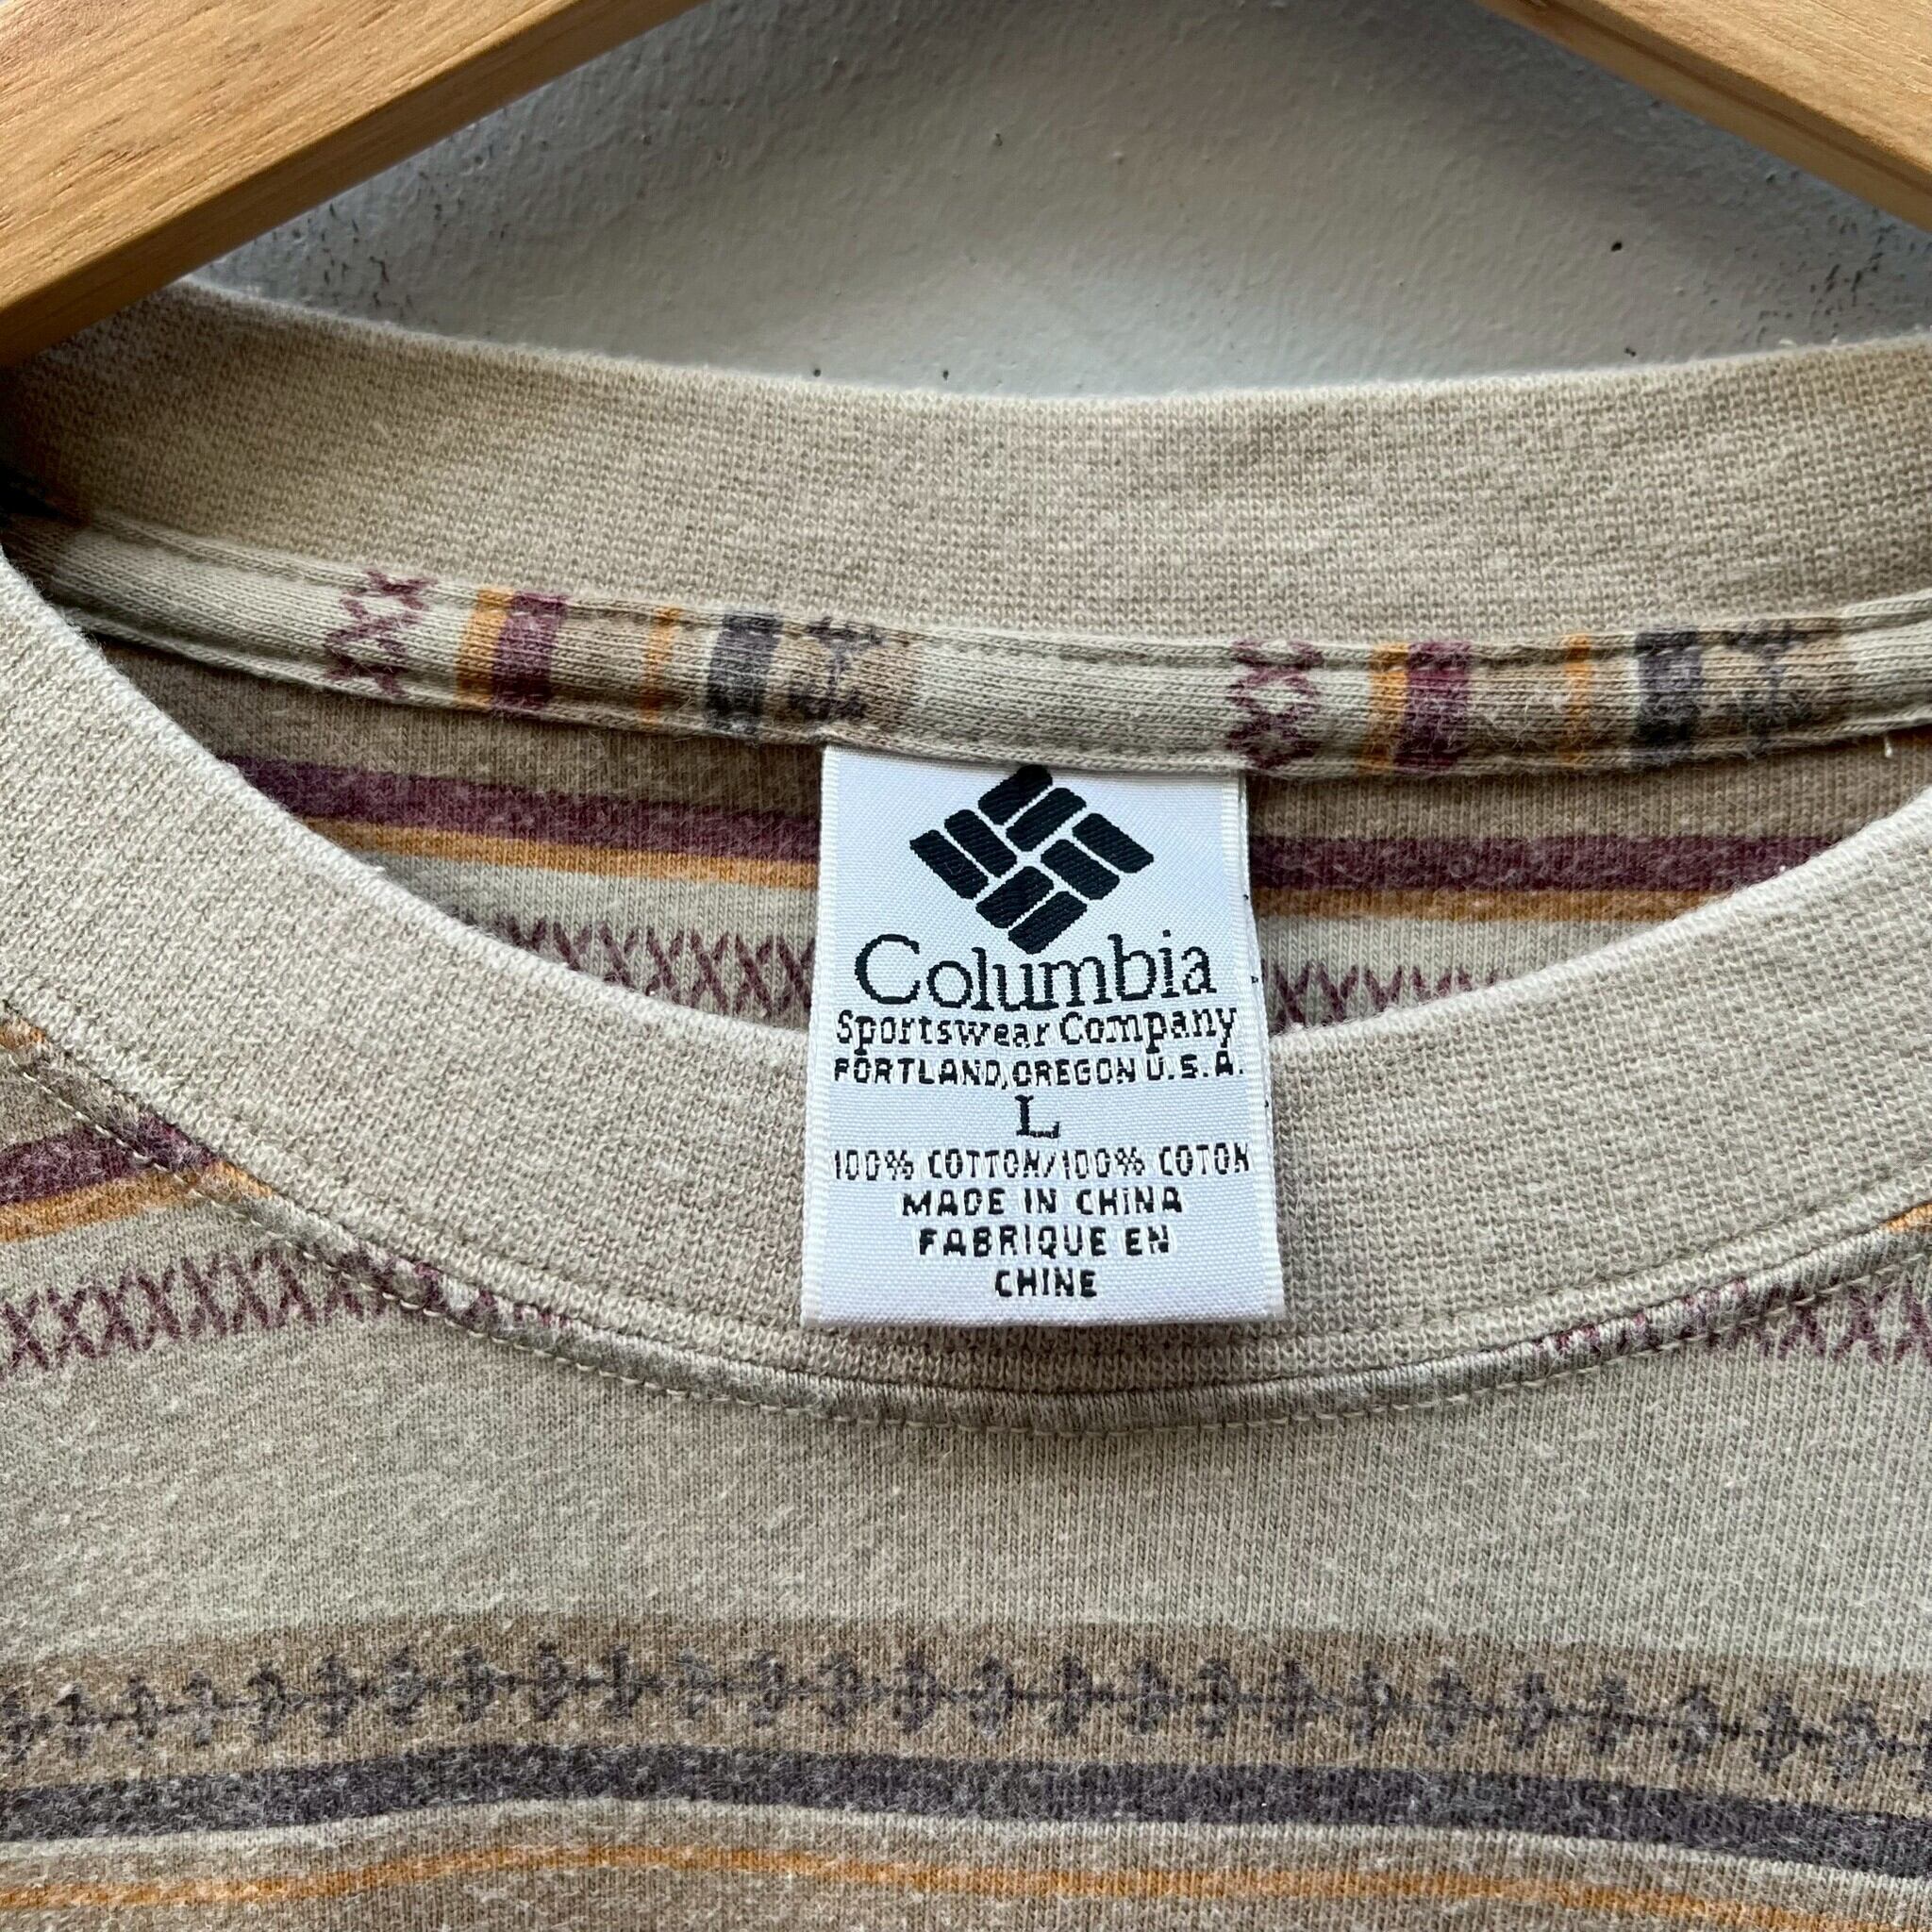 Columbia
Sportswear Company
PORTLAND, OREGON U.S.A.
L
100% COTTON/100% COTON
MADE IN CHINA
FABRIQUE EN
CHINE